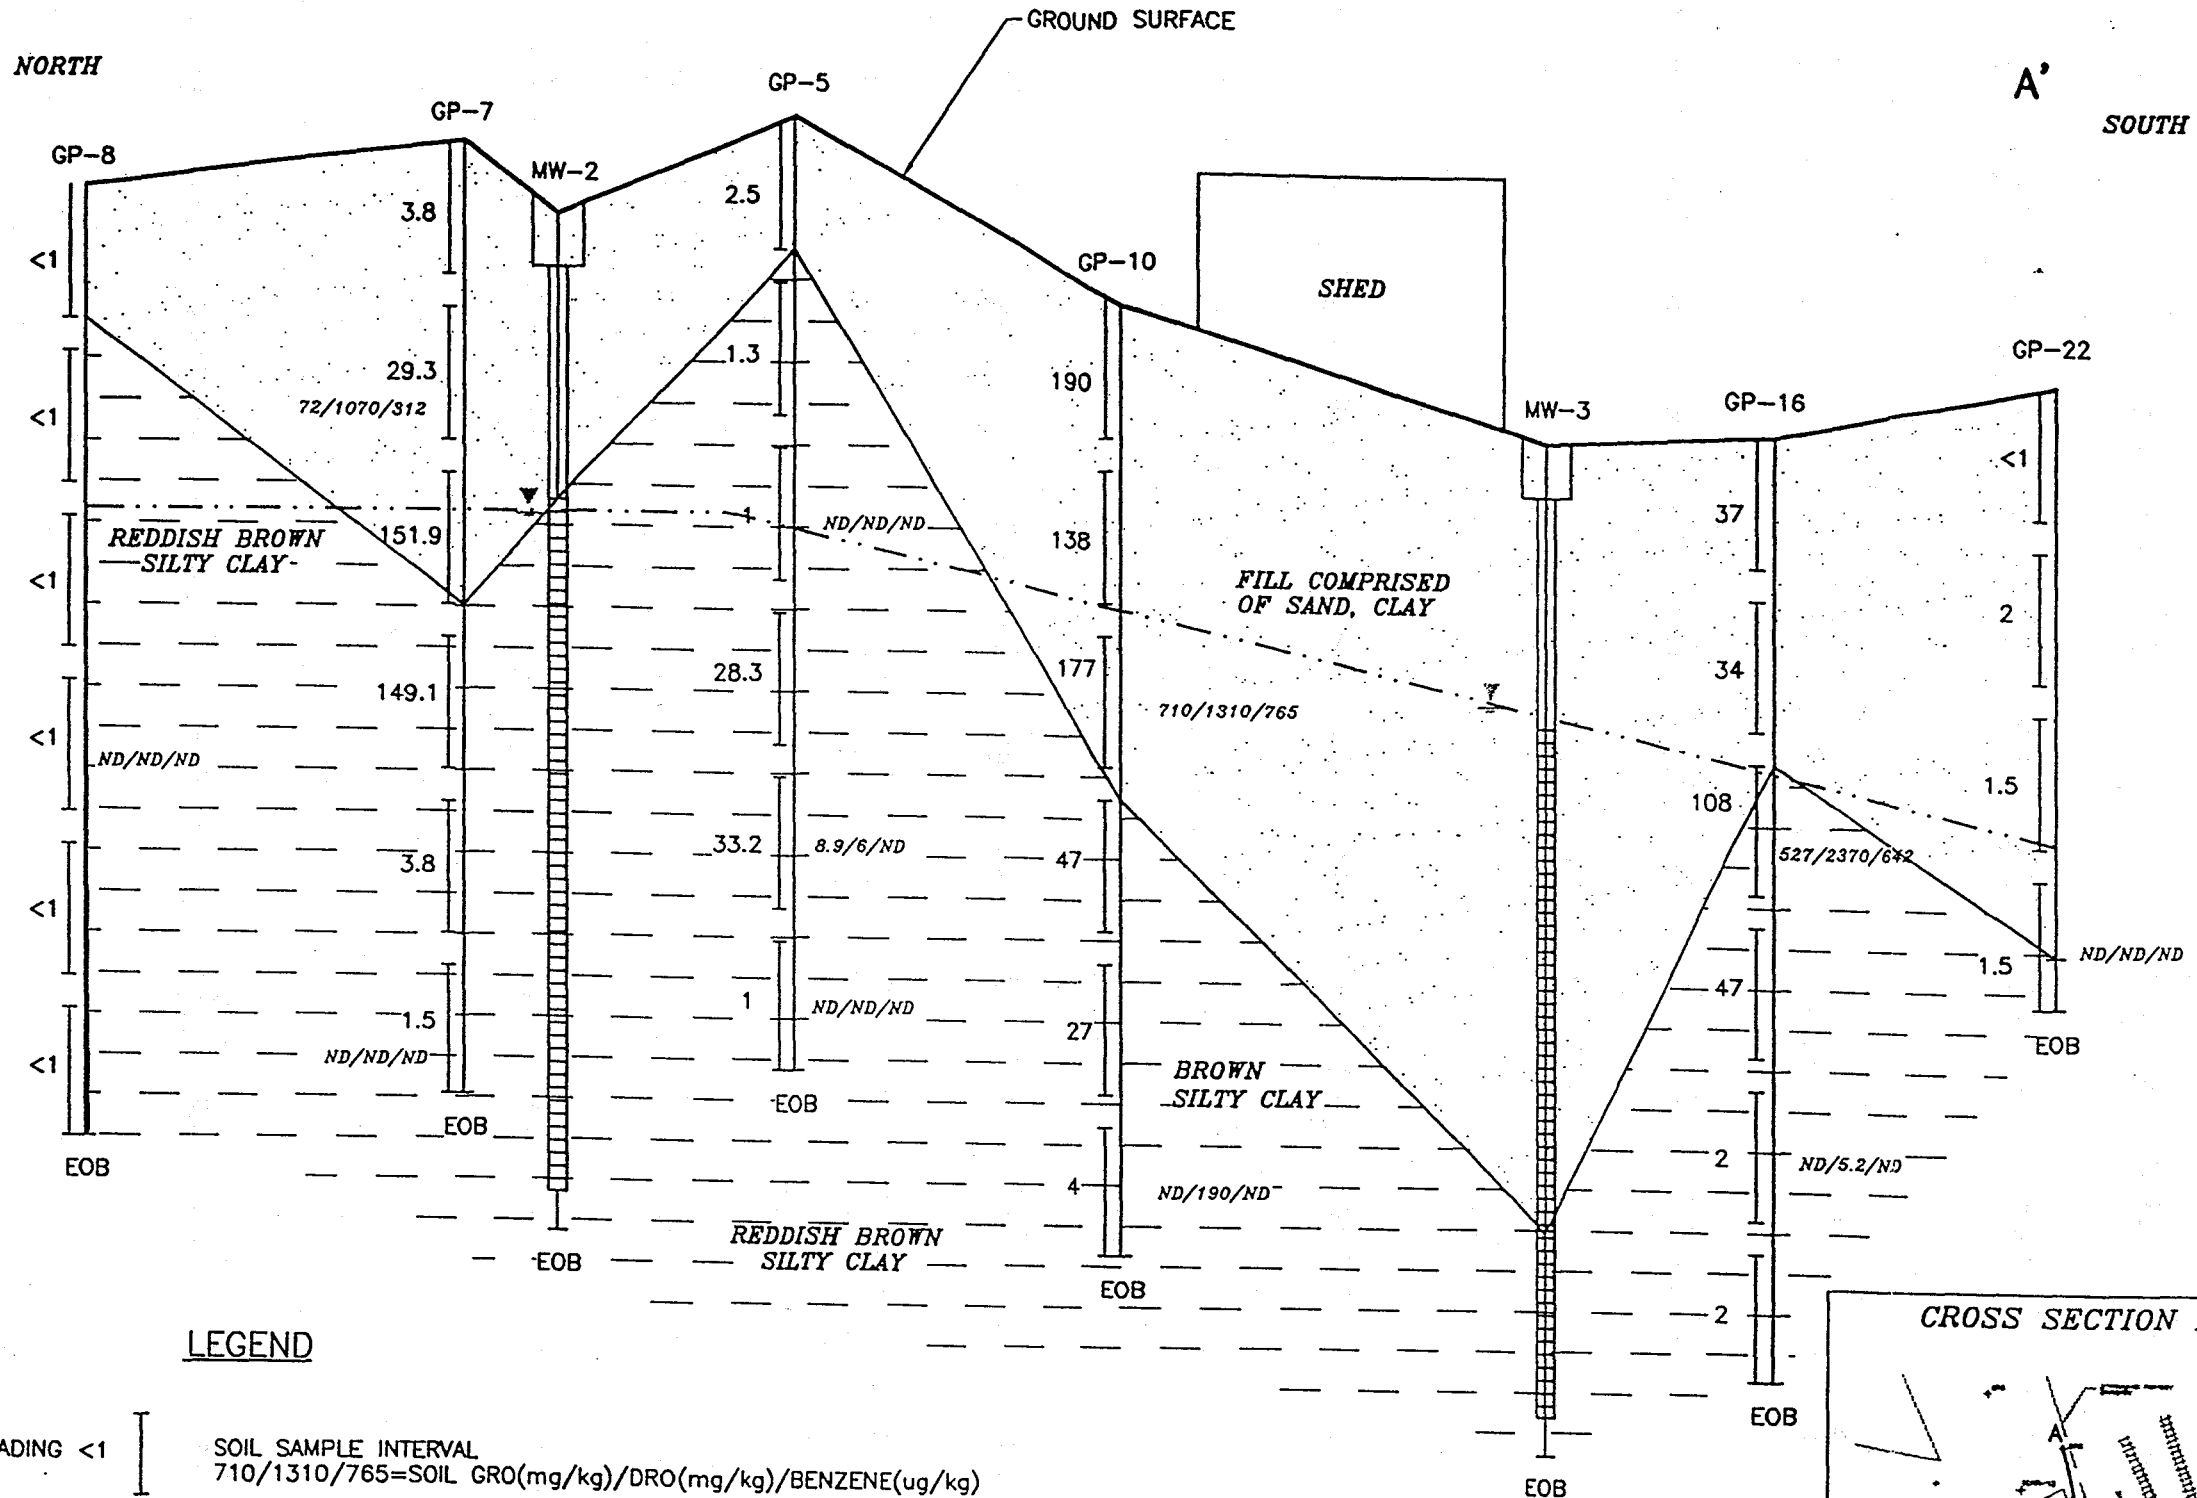 GROUND SURFACE
NORTH
A'
SOUTH
GP-8
GP-7
MW-2
GP-5
GP-10
SHED
MW-3
GP-16
GP-22
<1
<1
<1
<1
<1
<1
3.8
29.3
72/1070/312
151.9
149.1
3.8
1.5
ND/ND/ND
ND/ND/ND
REDDISH BROWN
SILTY CLAY
2.5
1.3
1
ND/ND/ND
28.3
33.2
8.9/6/ND
1
ND/ND/ND
190
138
177
710/1310/765
47
27
4
ND/190/ND
FILL COMPRISED
OF SAND, CLAY
BROWN
SILTY CLAY
37
34
108
527/2370/642
47
2
ND/5.2/ND
2
<1
2
1.5
1.5
ND/ND/ND
EOB
EOB
EOB
EOB
EOB
EOB
EOB
EOB
REDDISH BROWN
SILTY CLAY
LEGEND
ADING <1
SOIL SAMPLE INTERVAL
710/1310/765=SOIL GRO(mg/kg)/DRO(mg/kg)/BENZENE(ug/kg)
CROSS SECTION
A